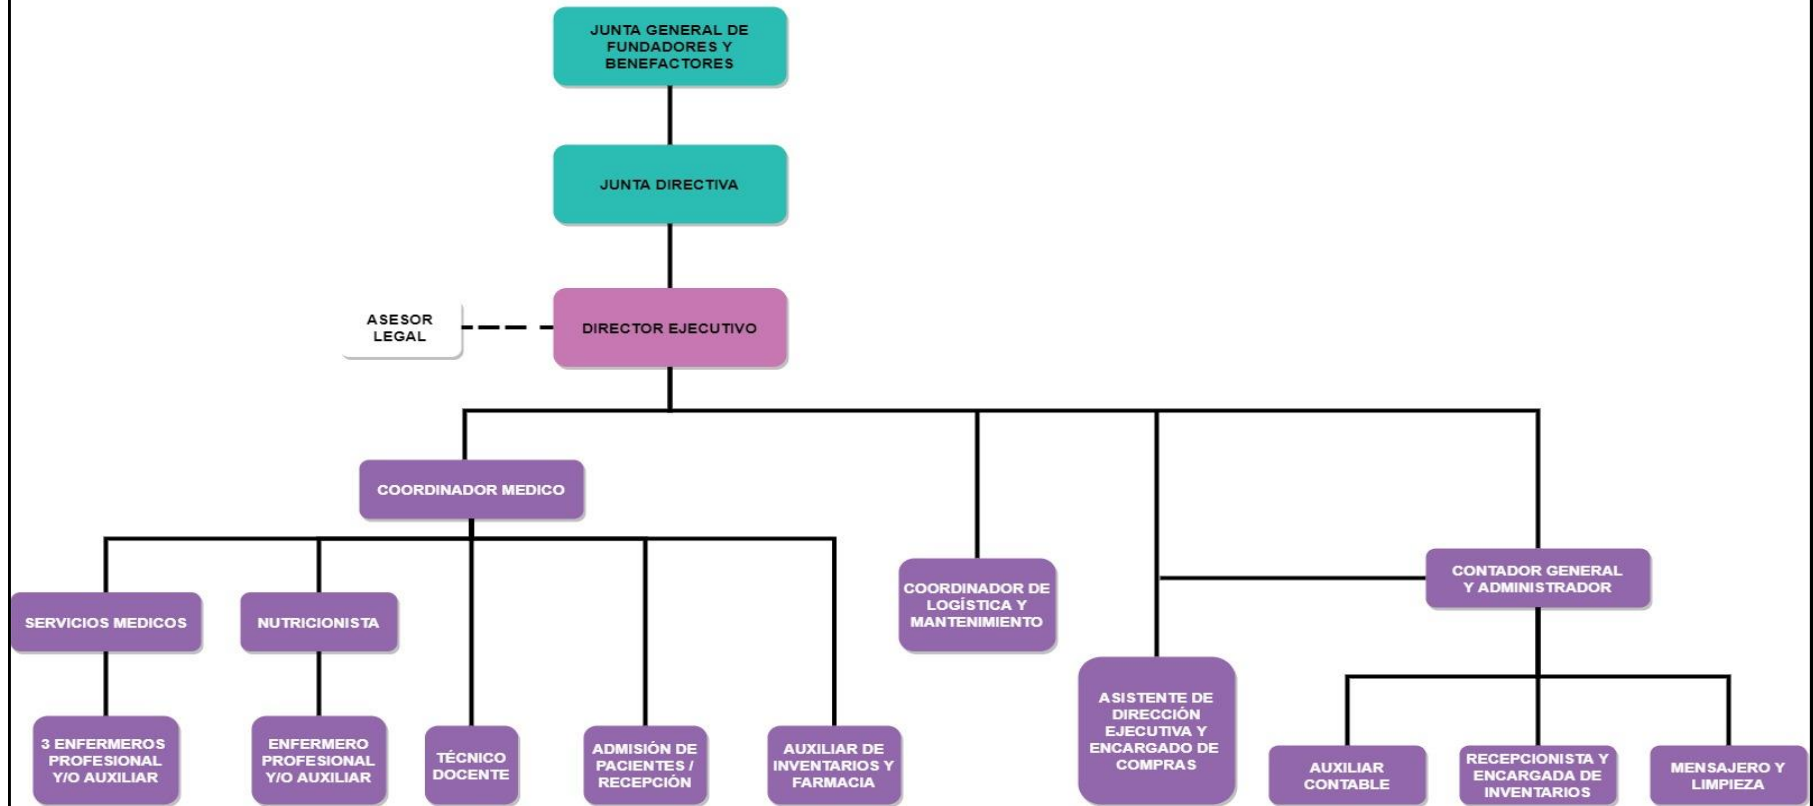 JUNTA GENERAL DE
FUNDADORES Y
BENEFACTORES
JUNTA DIRECTIVA
ASESOR
LEGAL
DIRECTOR EJECUTIVO
COORDINADOR MEDICO
CONTADOR GENERAL
Y ADMINISTRADOR
COORDINADOR DE
LOGÍSTICA Y
MANTENIMIENTO
SERVICIOS MEDICOS
NUTRICIONISTA
ASISTENTE DE
DIRECCIÓN
EJECUTIVA Y
ENCARGADO DE
COMPRAS
3 ENFERMEROS
PROFESIONAL
Y/O AUXILIAR
ENFERMERO
PROFESIONAL
Y/O AUXILIAR
TÉCNICO
DOCENTE
ADMISIÓN DE
PACIENTES /
RECEPCIÓN
AUXILIAR DE
INVENTARIOS Y
FARMACIA
AUXILIAR
CONTABLE
RECEPCIONISTA Y
ENCARGADA DE
INVENTARIOS
MENSAJERO Y
LIMPIEZA